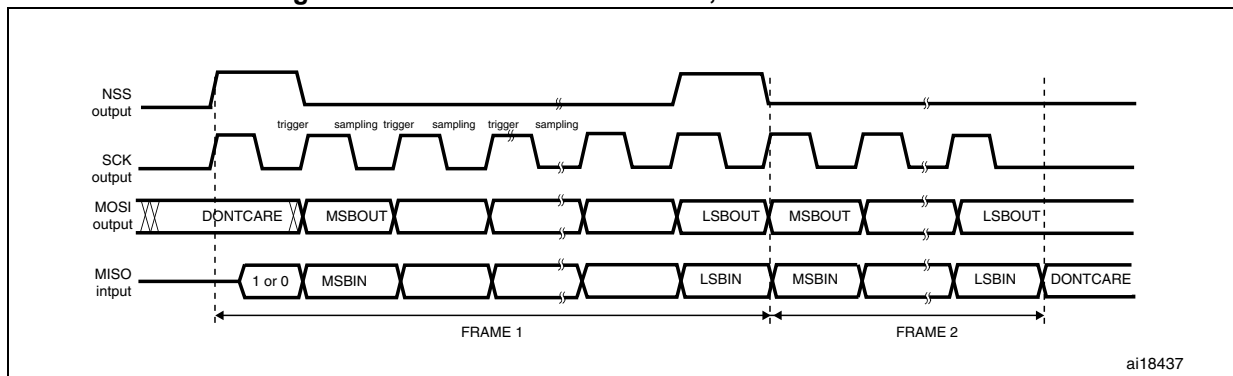 NSS
output
trigger sampling trigger sampling trigger sampling
SCK
output
MOSI
output
DONTCARE MSBOUT LSBOUT MSBOUT LSBOUT
MISO
intput
1 or 0 MSBIN LSBIN MSBIN LSBIN DONTCARE
FRAME 1 FRAME 2
ai18437